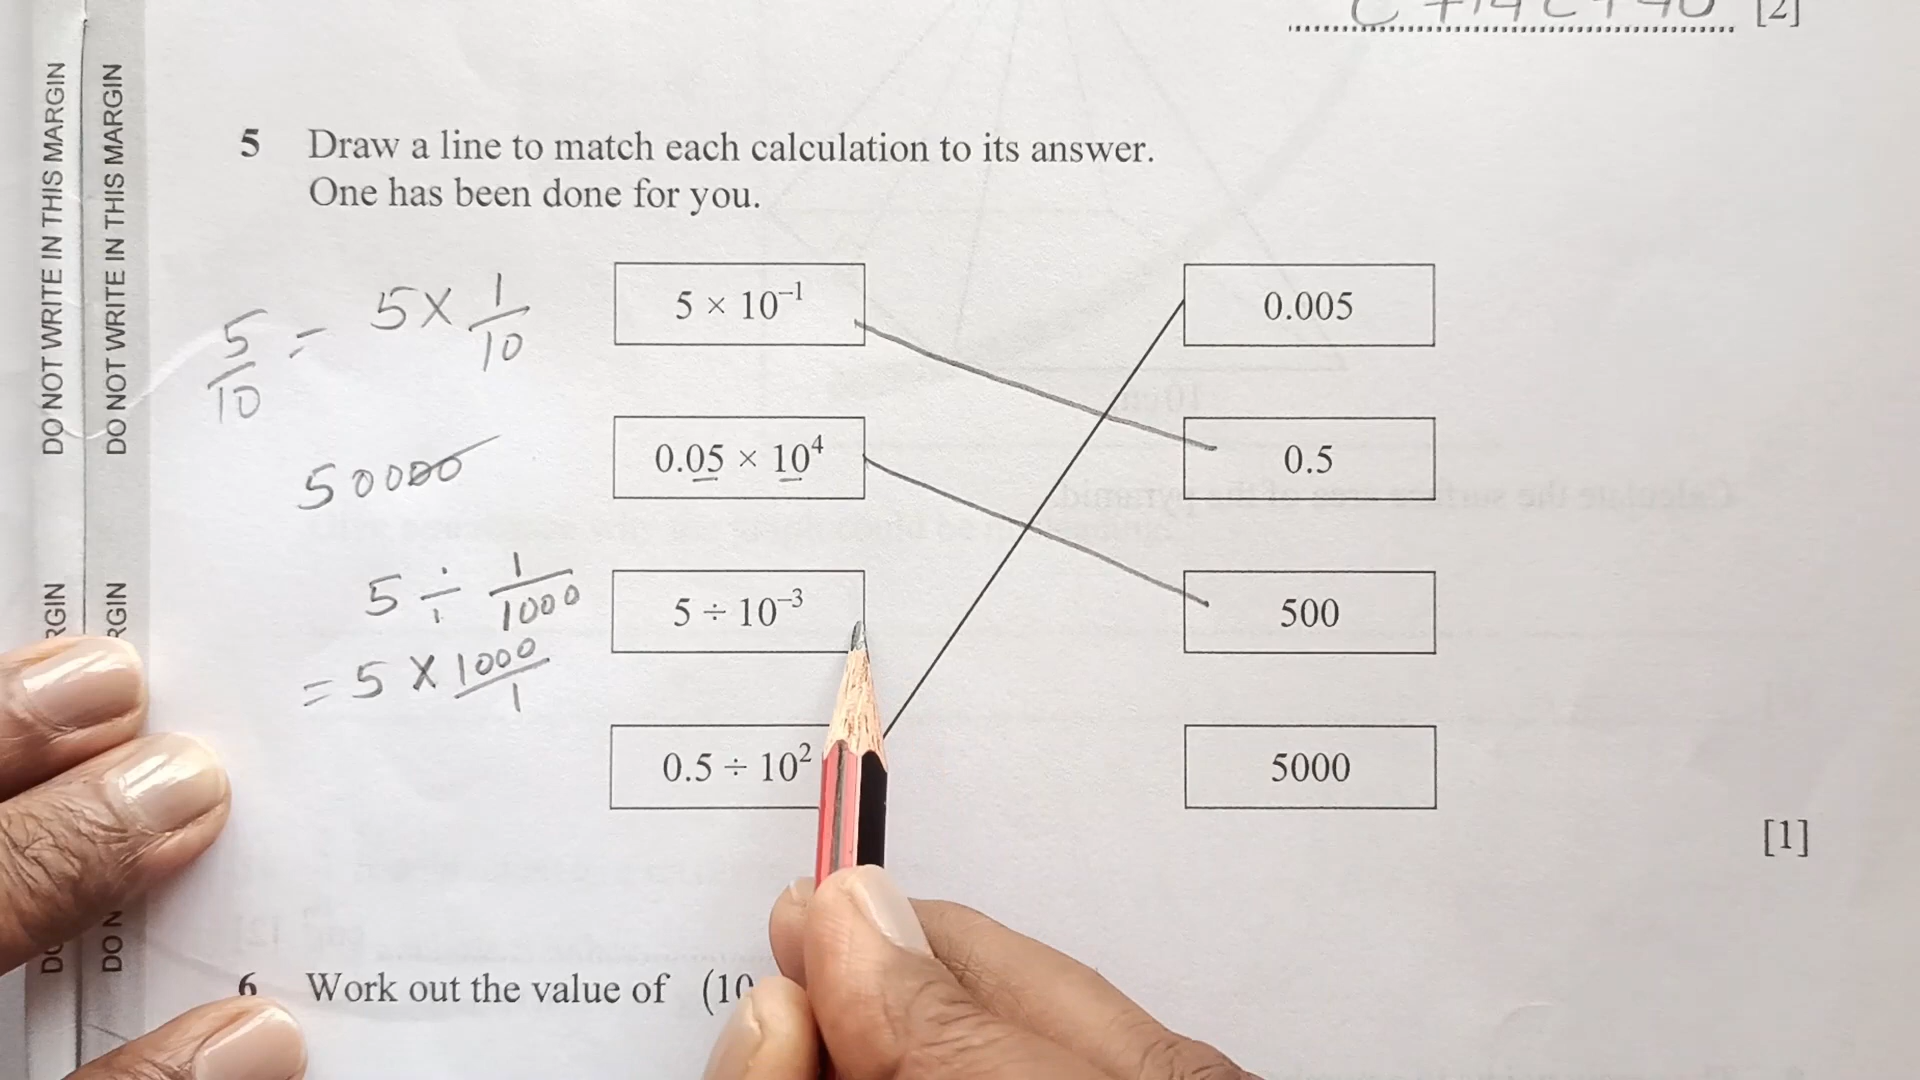 [2]
DO NOT WRITE IN THIS MARGIN
DO NOT WRITE IN THIS MARGIN
5 Draw a line to match each calculation to its answer.
One has been done for you.
5/10 = 5 × 1/10
5 × 10⁻¹
0.005
50000
0.05 × 10⁴
0.5
5 ÷ 1/1000
= 5 × 1000/1
5 ÷ 10⁻³
500
0.5 ÷ 10²
5000
[1]
6 Work out the value of (10